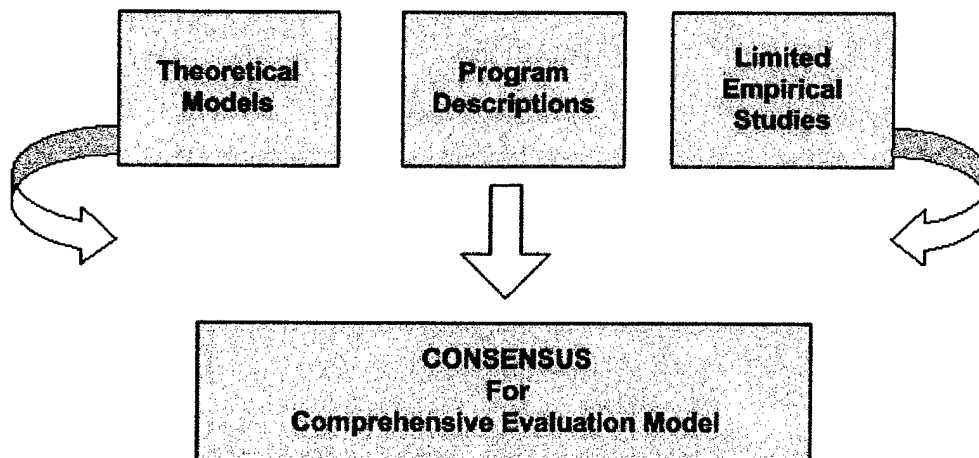 Theoretical
Models
Program
Descriptions
Limited
Empirical
Studies
CONSENSUS
For
Comprehensive Evaluation Model